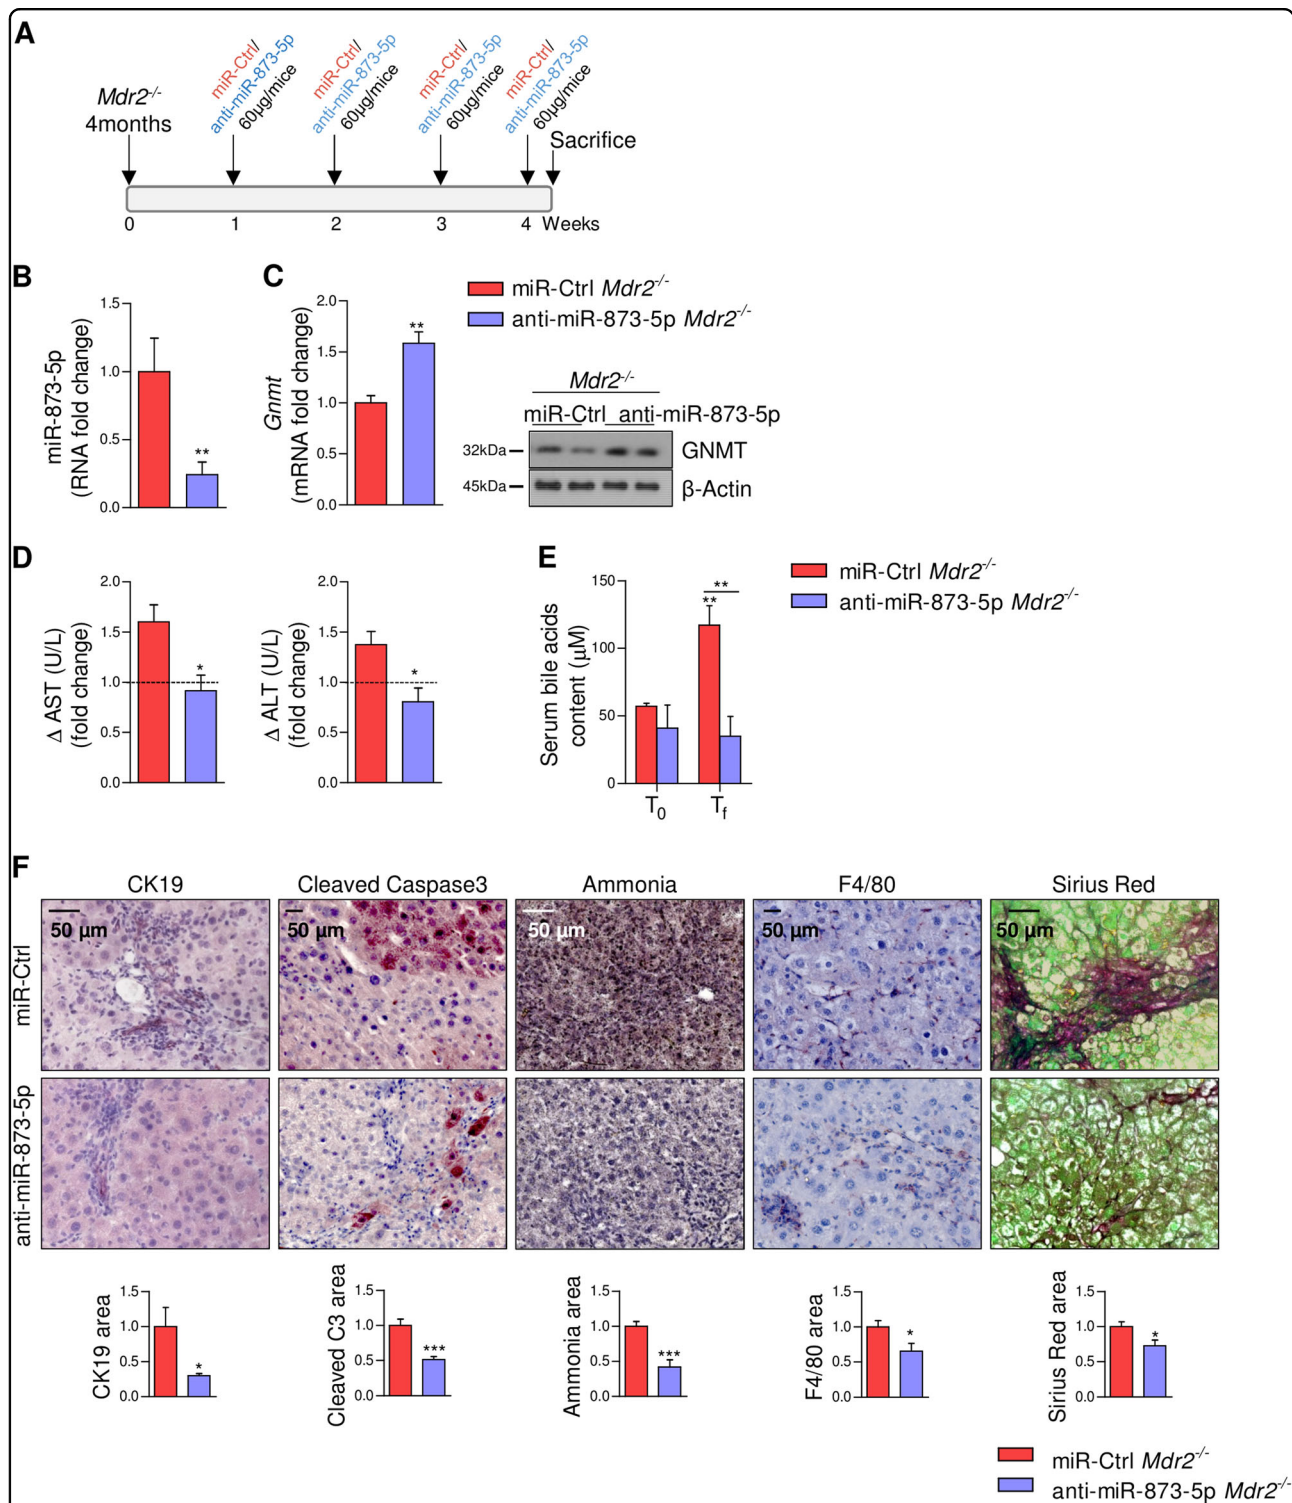 A
Mdr2-/-
4months
miR-Ctrl/
anti-miR-873-5p
60µg/mice
miR-Ctrl/
anti-miR-873-5p
60µg/mice
miR-Ctrl/
anti-miR-873-5p
60µg/mice
miR-Ctrl/
anti-miR-873-5p
60µg/mice
Sacrifice
0 1 2 3 4 Weeks
B
miR-873-5p
(RNA fold change)
1.5
1.0
0.5
0.0
**
C
Gnmt
(mRNA fold change)
2.0
1.5
1.0
0.5
0.0
**
miR-Ctrl Mdr2-/-
anti-miR-873-5p Mdr2-/-
Mdr2-/-
miR-Ctrl anti-miR-873-5p
32kDa GNMT
45kDa β-Actin
D
Δ AST (U/L)
(fold change)
2.0
1.5
1.0
0.5
0.0
*
Δ ALT (U/L)
(fold change)
2.0
1.5
1.0
0.5
0.0
*
E
Serum bile acids
content (µM)
150
100
50
0
**
**
T0 Tf
miR-Ctrl Mdr2-/-
anti-miR-873-5p Mdr2-/-
F
CK19 Cleaved Caspase3 Ammonia F4/80 Sirius Red
miR-Ctrl
50 µm 50 µm 50 µm 50 µm 50 µm
anti-miR-873-5p
CK19 area
1.5
1.0
0.5
0.0
*
Cleaved C3 area
1.5
1.0
0.5
0.0
***
Ammonia area
1.5
1.0
0.5
0.0
***
F4/80 area
1.5
1.0
0.5
0.0
*
Sirius Red area
1.5
1.0
0.5
0.0
*
miR-Ctrl Mdr2-/-
anti-miR-873-5p Mdr2-/-